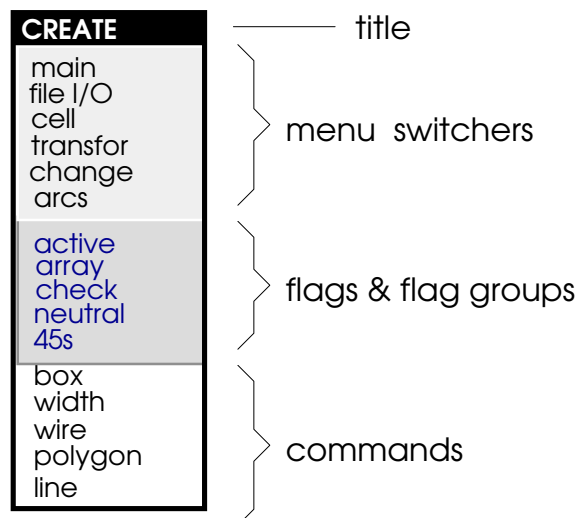 CREATE
title
main
file I/O
cell
transfor
change
arcs
menu switchers
active
array
check
neutral
45s
flags & flag groups
box
width
wire
polygon
line
commands